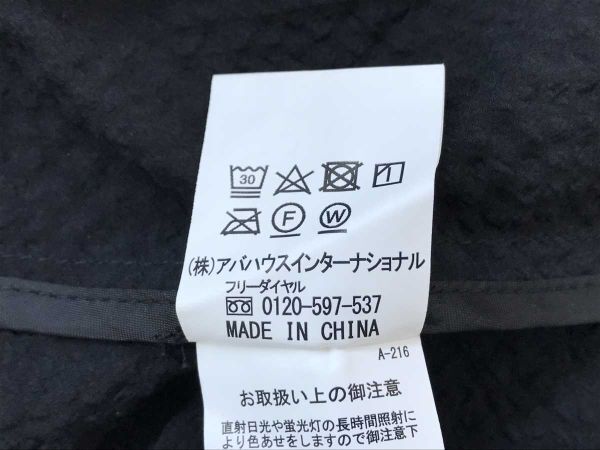 30
F W
(株)アバハウスインターナショナル
フリーダイヤル
0120-597-537
MADE IN CHINA
A-216
お取扱い上の御注意
直射日光や蛍光灯の長時間照射に
より色あせをしますので御注意下